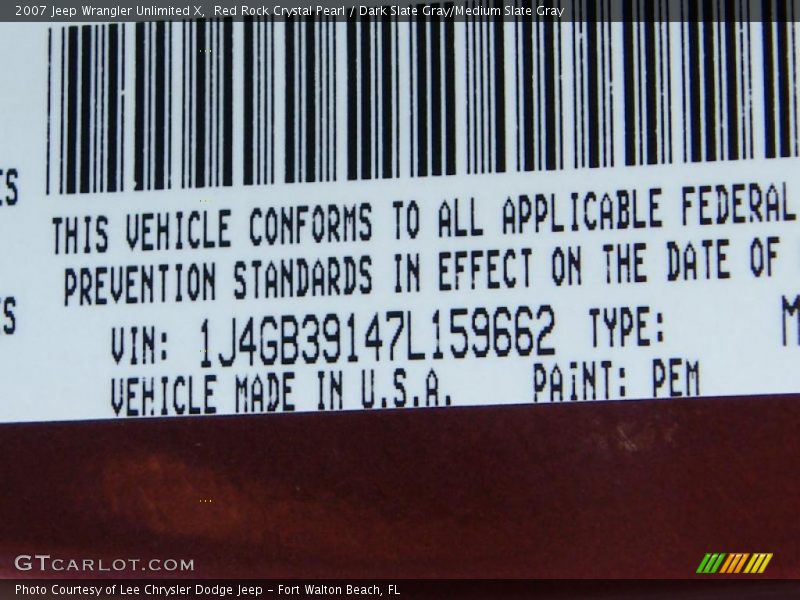 2007 Jeep Wrangler Unlimited X, Red Rock Crystal Pearl / Dark Slate Gray/Medium Slate Gray
ES
THIS VEHICLE CONFORMS TO ALL APPLICABLE FEDERAL
PREVENTION STANDARDS IN EFFECT ON THE DATE OF
ES
VIN: 1J4GB39147L159662 TYPE: M
VEHICLE MADE IN U.S.A. PAINT: PEM
GTCARLOT.COM
Photo Courtesy of Lee Chrysler Dodge Jeep - Fort Walton Beach, FL